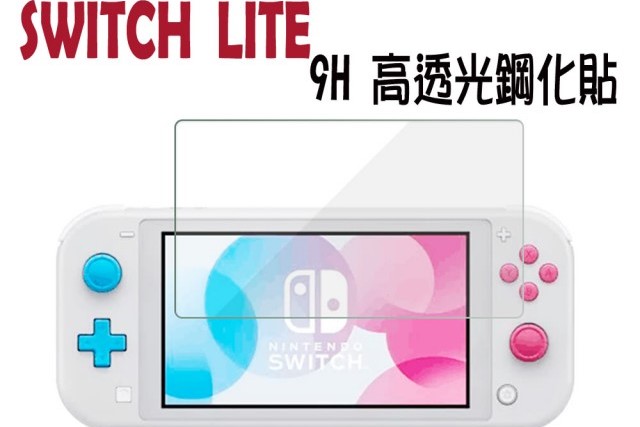 SWITCH LITE
9H 高透光鋼化貼
NINTENDO
SWITCH
Y
X
A
B